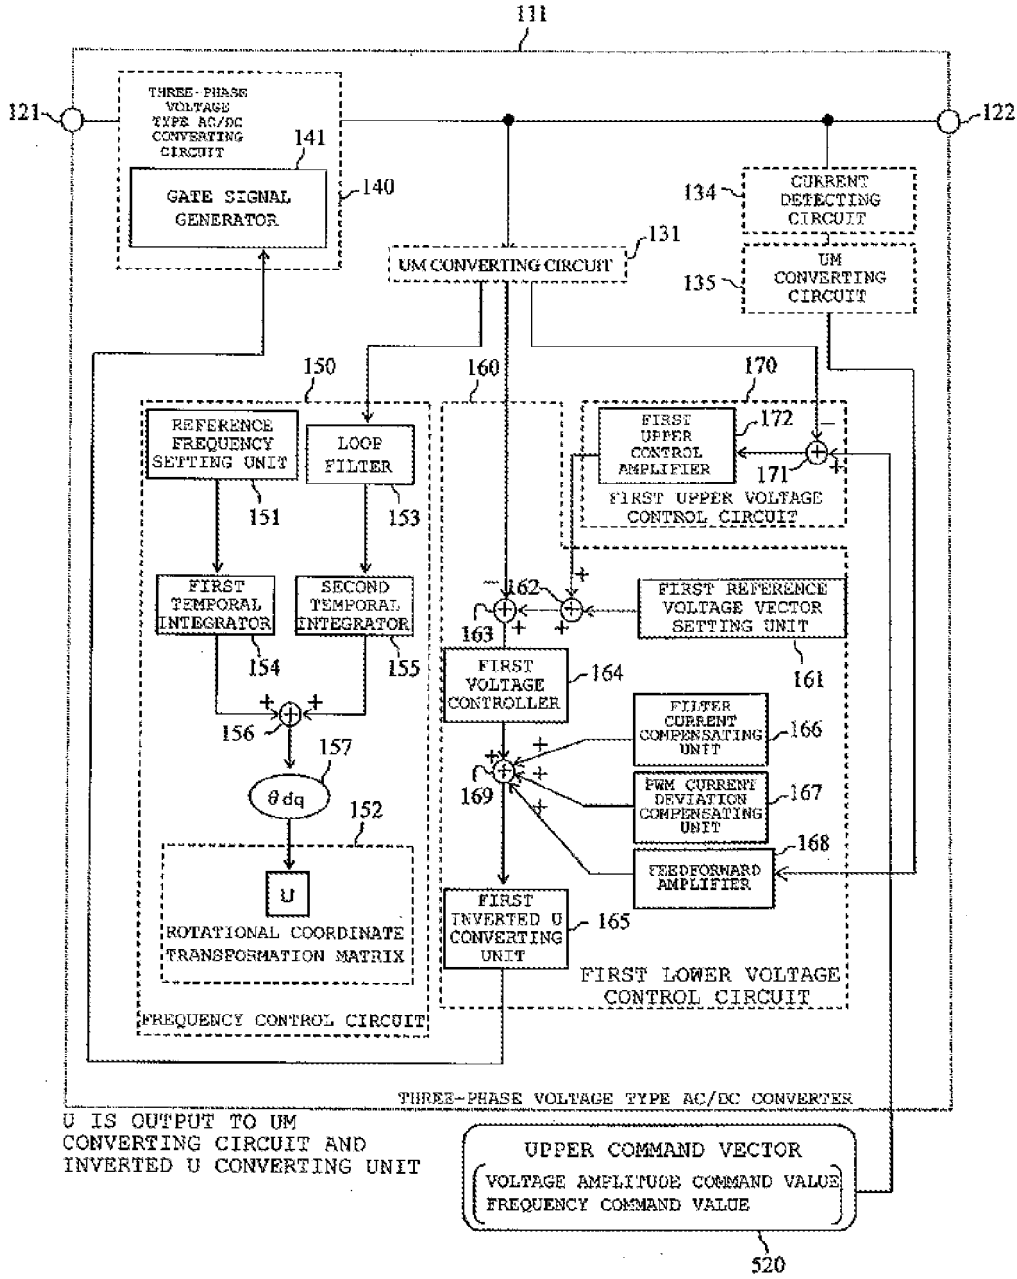 111
121
122
THREE-PHASE
VOLTAGE
TYPE AC/DC
CONVERTING
CIRCUIT
141
GATE SIGNAL
GENERATOR
140
134
CURRENT
DETECTING
CIRCUIT
131
UM CONVERTING CIRCUIT
135
UM
CONVERTING
CIRCUIT
150
160
170
REFERENCE
FREQUENCY
SETTING UNIT
151
LOOP
FILTER
153
FIRST
UPPER
CONTROL
AMPLIFIER
172
−
+
171
+
FIRST UPPER VOLTAGE
CONTROL CIRCUIT
FIRST
TEMPORAL
INTEGRATOR
154
SECOND
TEMPORAL
INTEGRATOR
155
−
162
+
+
+
163
+
+
FIRST REFERENCE
VOLTAGE VECTOR
SETTING UNIT
161
FIRST
VOLTAGE
CONTROLLER
164
+
+
+
156
157
θdq
152
U
ROTATIONAL COORDINATE
TRANSFORMATION MATRIX
FREQUENCY CONTROL CIRCUIT
FILTER
CURRENT
COMPENSATING
UNIT
166
+
+
+
+
+
169
PWM CURRENT
DEVIATION
COMPENSATING
UNIT
167
168
FEEDFORWARD
AMPLIFIER
FIRST
INVERTED U
CONVERTING
UNIT
165
FIRST LOWER VOLTAGE
CONTROL CIRCUIT
THREE-PHASE VOLTAGE TYPE AC/DC CONVERTER
U IS OUTPUT TO UM
CONVERTING CIRCUIT AND
INVERTED U CONVERTING UNIT
UPPER COMMAND VECTOR
VOLTAGE AMPLITUDE COMMAND VALUE
FREQUENCY COMMAND VALUE
520